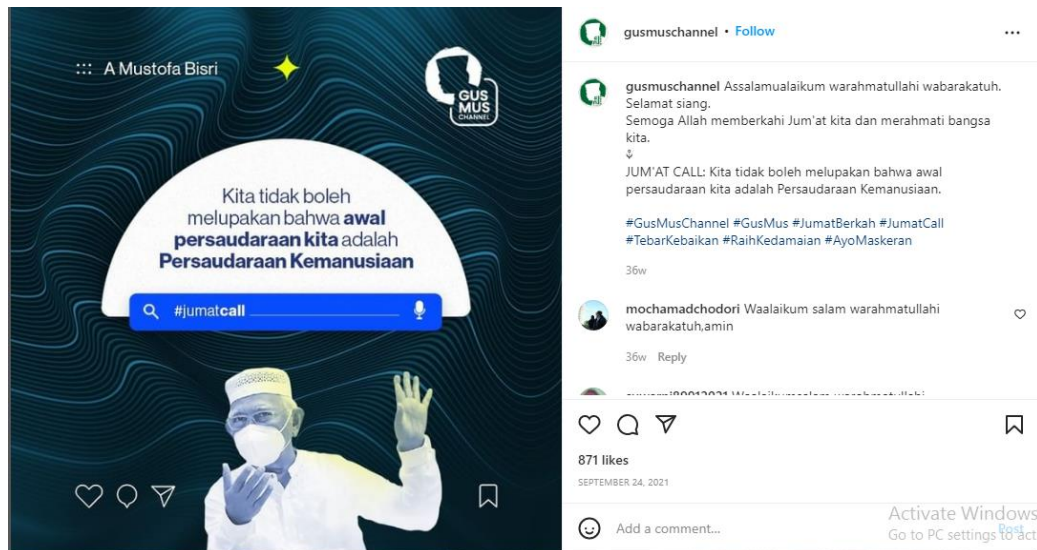 ::: A Mustofa Bisri
GUS
MUS
CHANNEL
Kita tidak boleh
melupakan bahwa awal
persaudaraan kita adalah
Persaudaraan Kemanusiaan
#jumatcall
gusmuschannel • Follow
gusmuschannel Assalamualaikum warahmatullahi wabarakatuh.
Selamat siang.
Semoga Allah memberkahi Jum'at kita dan merahmati bangsa
kita.
JUM'AT CALL: Kita tidak boleh melupakan bahwa awal
persaudaraan kita adalah Persaudaraan Kemanusiaan.
#GusMusChannel #GusMus #JumatBerkah #JumatCall
#TebarKebaikan #RaihKedamaian #AyoMaskeran
36w
mochamadchodori Waalaikum salam warahmatullahi
wabarakatuh,amin
36w Reply
871 likes
SEPTEMBER 24, 2021
Add a comment...
Post
Activate Windows
Go to PC settings to act